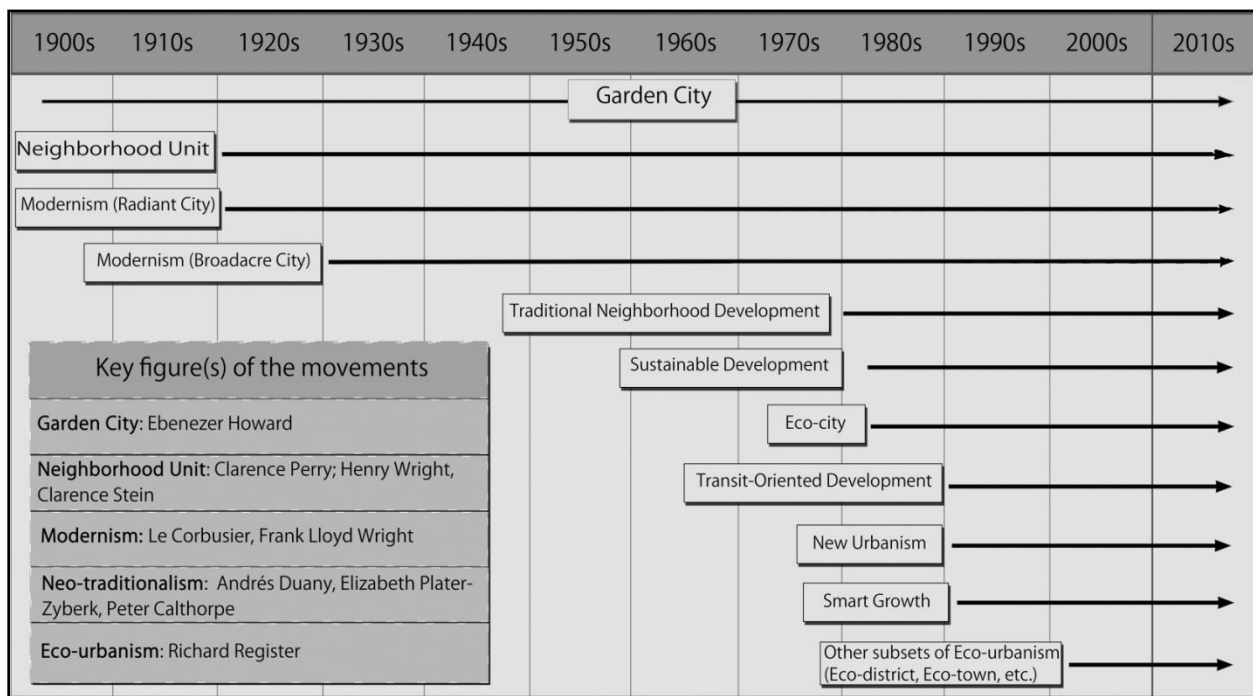 1900s 1910s 1920s 1930s 1940s 1950s 1960s 1970s 1980s 1990s 2000s 2010s
Garden City
Neighborhood Unit
Modernism (Radiant City)
Modernism (Broadacre City)
Traditional Neighborhood Development
Sustainable Development
Eco-city
Transit-Oriented Development
New Urbanism
Smart Growth
Other subsets of Eco-urbanism
(Eco-district, Eco-town, etc.)
Key figure(s) of the movements
Garden City: Ebenezer Howard
Neighborhood Unit: Clarence Perry; Henry Wright,
Clarence Stein
Modernism: Le Corbusier, Frank Lloyd Wright
Neo-traditionalism: Andrés Duany, Elizabeth Plater-
Zyberk, Peter Calthorpe
Eco-urbanism: Richard Register